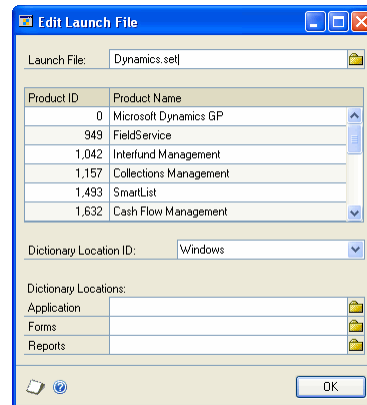 Edit Launch File
Launch File: Dynamics.set
Product ID Product Name
0 Microsoft Dynamics GP
949 FieldService
1,042 Interfund Management
1,157 Collections Management
1,493 SmartList
1,632 Cash Flow Management
Dictionary Location ID: Windows
Dictionary Locations:
Application
Forms
Reports
OK